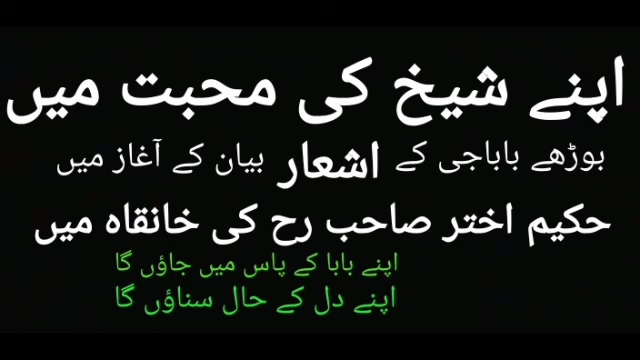 اپنے شیخ کی محبت میں
بوڑھے باباجی کے اشعار بیان کے آغاز میں
حکیم اختر صاحب رح کی خانقاہ میں
اپنے بابا کے پاس میں جاؤں گا
اپنے دل کے حال سناؤں گا